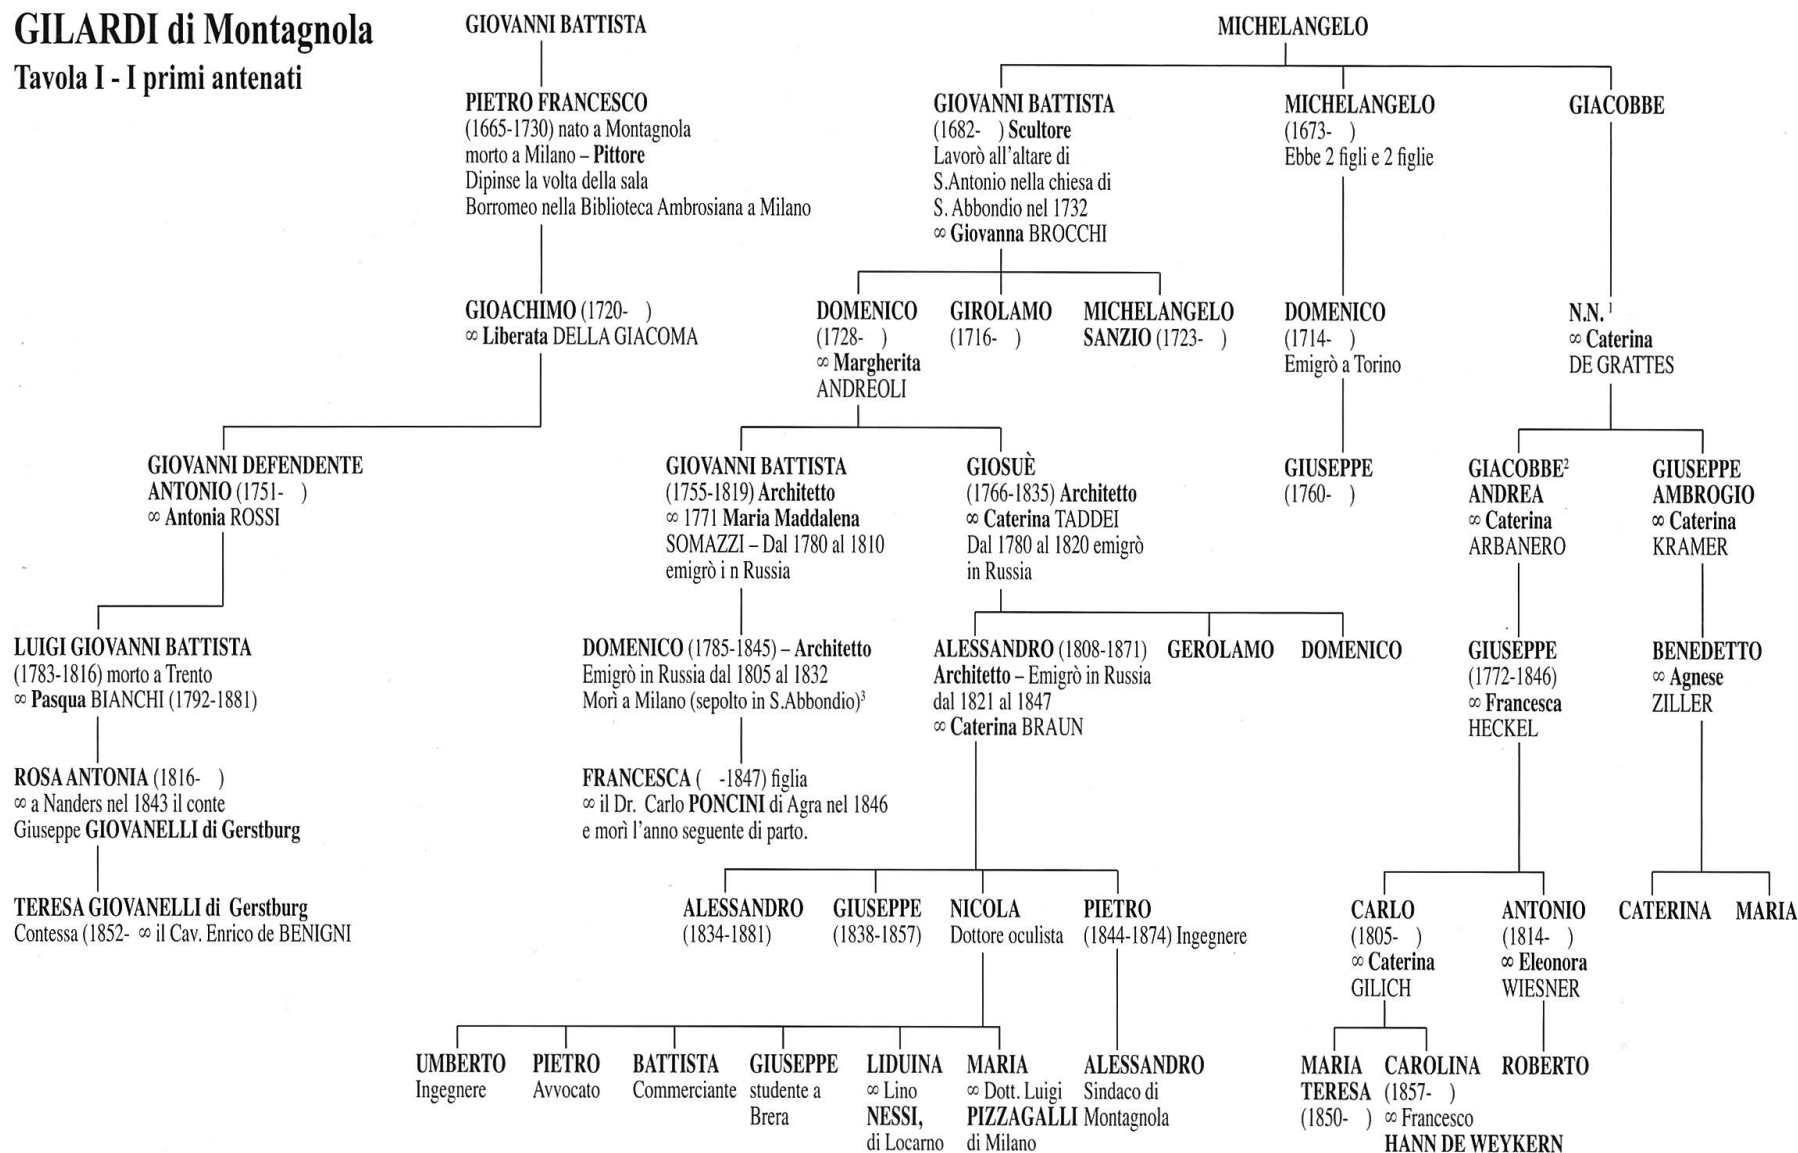 GILARDI di Montagnola
Tavola I - I primi antenati
GIOVANNI BATTISTA
MICHELANGELO
PIETRO FRANCESCO
(1665-1730) nato a Montagnola
morto a Milano – Pittore
Dipinse la volta della sala
Borromeo nella Biblioteca Ambrosiana a Milano
GIOVANNI BATTISTA
(1682- ) Scultore
Lavorò all'altare di
S.Antonio nella chiesa di
S. Abbondio nel 1732
∞ Giovanna BROCCHI
MICHELANGELO
(1673- )
Ebbe 2 figli e 2 figlie
GIACOBBE
GIOACHIMO (1720- )
∞ Liberata DELLA GIACOMA
DOMENICO
(1728- )
∞ Margherita
ANDREOLI
GIROLAMO
(1716- )
MICHELANGELO
SANZIO (1723- )
DOMENICO
(1714- )
Emigrò a Torino
N.N. ¹
∞ Caterina
DE GRATTES
GIOVANNI DEFENDENTE
ANTONIO (1751- )
∞ Antonia ROSSI
GIOVANNI BATTISTA
(1755-1819) Architetto
∞ 1771 Maria Maddalena
SOMAZZI – Dal 1780 al 1810
emigrò i n Russia
GIOSUÈ
(1766-1835) Architetto
∞ Caterina TADDEI
Dal 1780 al 1820 emigrò
in Russia
GIUSEPPE
(1760- )
GIACOBBE²
ANDREA
∞ Caterina
ARBANERO
GIUSEPPE
AMBROGIO
∞ Caterina
KRAMER
LUIGI GIOVANNI BATTISTA
(1783-1816) morto a Trento
∞ Pasqua BIANCHI (1792-1881)
DOMENICO (1785-1845) – Architetto
Emigrò in Russia dal 1805 al 1832
Morì a Milano (sepolto in S.Abbondio)³
ALESSANDRO (1808-1871)
Architetto – Emigrò in Russia
dal 1821 al 1847
∞ Caterina BRAUN
GEROLAMO
DOMENICO
GIUSEPPE
(1772-1846)
∞ Francesca
HECKEL
BENEDETTO
∞ Agnese
ZILLER
ROSA ANTONIA (1816- )
∞ a Nanders nel 1843 il conte
Giuseppe GIOVANELLI di Gerstburg
FRANCESCA ( -1847) figlia
∞ il Dr. Carlo PONCINI di Agra nel 1846
e morì l'anno seguente di parto.
TERESA GIOVANELLI di Gerstburg
Contessa (1852- ∞ il Cav. Enrico de BENIGNI
ALESSANDRO
(1834-1881)
GIUSEPPE
(1838-1857)
NICOLA
Dottore oculista
PIETRO
(1844-1874) Ingegnere
CARLO
(1805- )
∞ Caterina
GILICH
ANTONIO
(1814- )
∞ Eleonora
WIESNER
CATERINA
MARIA
UMBERTO
Ingegnere
PIETRO
Avvocato
BATTISTA
Commerciante
GIUSEPPE
studente a
Brera
LIDUINA
∞ Lino
NESSI,
di Locarno
MARIA
∞ Dott. Luigi
PIZZAGALLI
di Milano
ALESSANDRO
Sindaco di
Montagnola
MARIA
TERESA
(1850- )
CAROLINA
(1857- )
∞ Francesco
HANN DE WEYKERN
ROBERTO